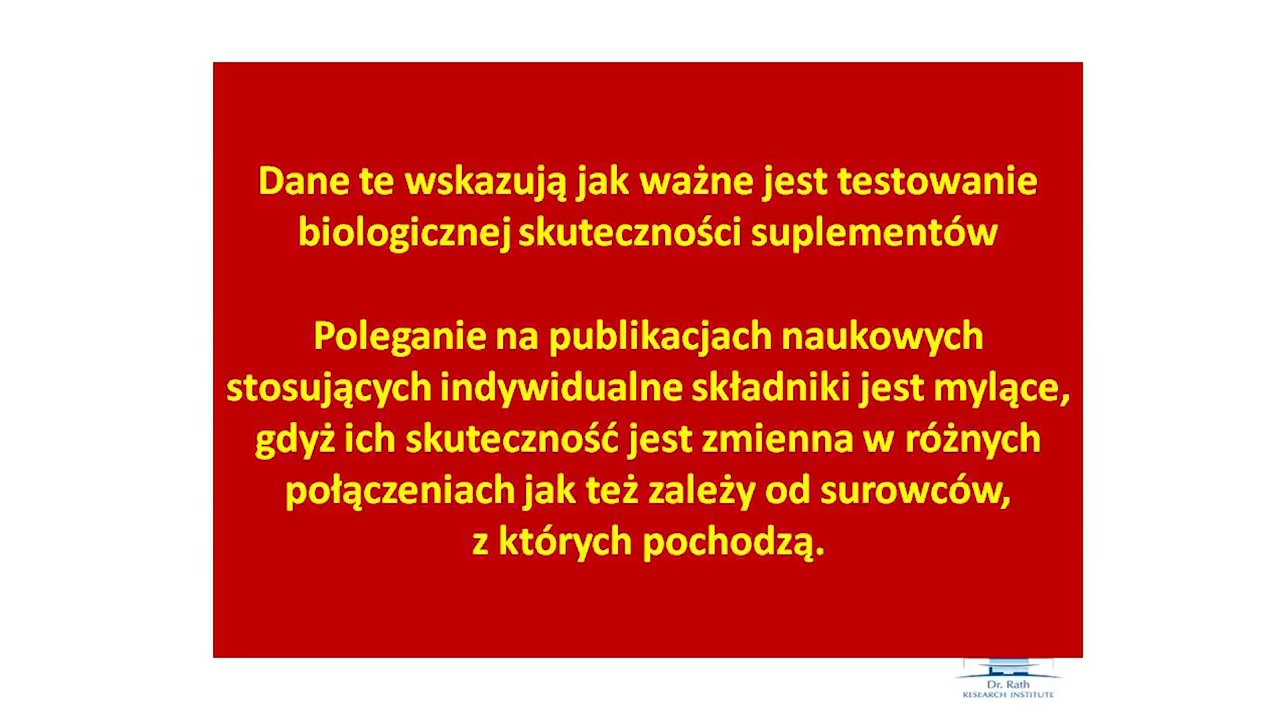 Dane te wskazują jak ważne jest testowanie
biologicznej skuteczności suplementów
Poleganie na publikacjach naukowych
stosujących indywidualne składniki jest mylące,
gdyż ich skuteczność jest zmienna w różnych
połączeniach jak też zależy od surowców,
z których pochodzą.
Dr. Rath
RESEARCH INSTITUTE